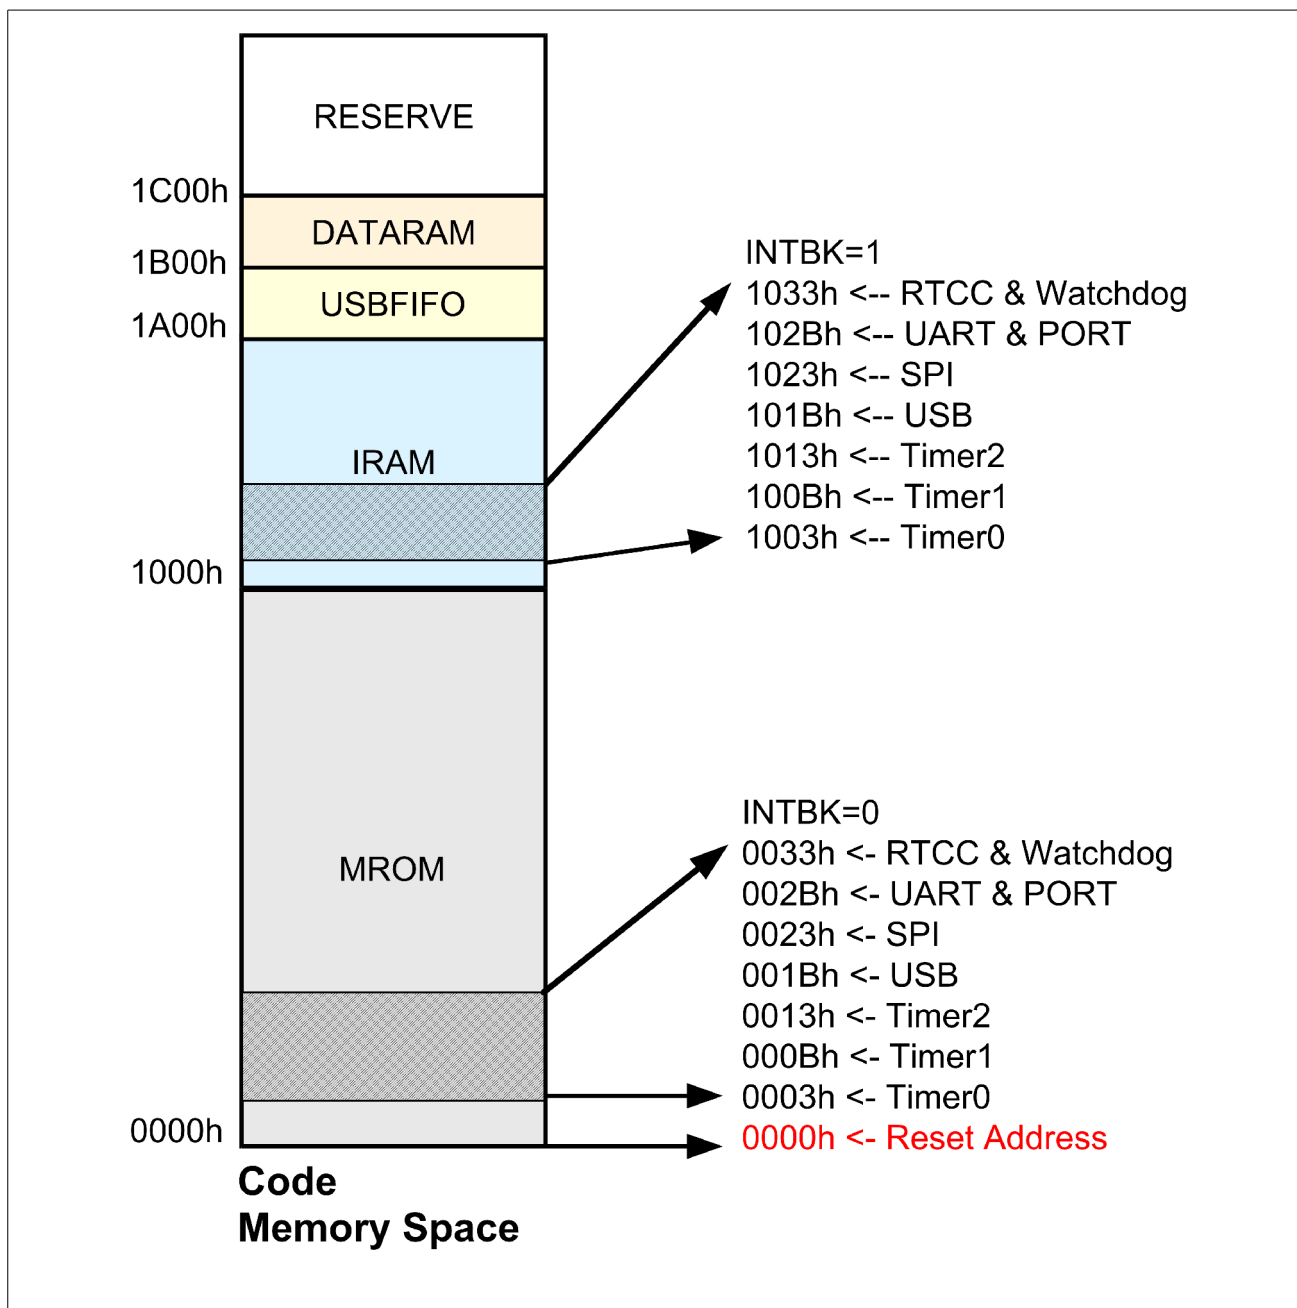 RESERVE
1C00h
DATARAM
1B00h
USBFIFO
1A00h
IRAM
1000h
MROM
0000h
Code
Memory Space
INTBK=1
1033h <-- RTCC & Watchdog
102Bh <-- UART & PORT
1023h <-- SPI
101Bh <-- USB
1013h <-- Timer2
100Bh <-- Timer1
1003h <-- Timer0
INTBK=0
0033h <- RTCC & Watchdog
002Bh <- UART & PORT
0023h <- SPI
001Bh <- USB
0013h <- Timer2
000Bh <- Timer1
0003h <- Timer0
0000h <- Reset Address